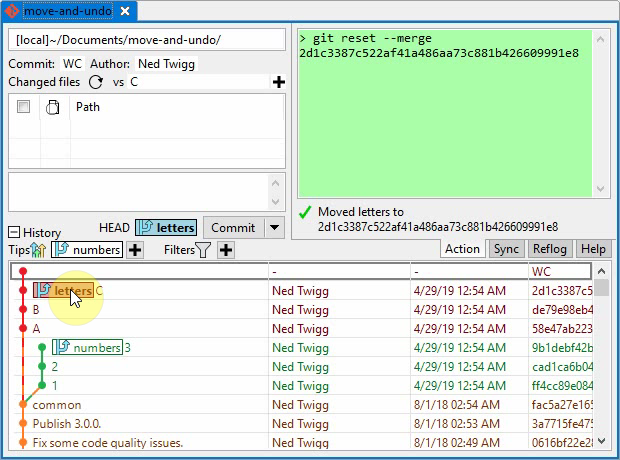 move-and-undo
[local]~/Documents/move-and-undo/
Commit: WC Author: Ned Twigg
Changed files vs C
Path
> git reset --merge
2d1c3387c522af41a486aa73c881b426609991e8
Moved letters to
2d1c3387c522af41a486aa73c881b426609991e8
History HEAD letters Commit
Tips numbers Filters
Action Sync Reflog Help
- - WC
letters C Ned Twigg 4/29/19 12:54 AM 2d1c3387c5
B Ned Twigg 4/29/19 12:54 AM de79e98eb4
A Ned Twigg 4/29/19 12:54 AM 58e47ab223
numbers 3 Ned Twigg 4/29/19 12:54 AM 9b1debf42b
2 Ned Twigg 4/29/19 12:54 AM cad1ca6b04
1 Ned Twigg 4/29/19 12:54 AM ff4cc89e084
common Ned Twigg 8/1/18 02:54 AM fac5a27e16
Publish 3.0.0. Ned Twigg 8/1/18 02:53 AM 3a7715fe475
Fix some code quality issues. Ned Twigg 8/1/18 02:49 AM 0616bf22e2